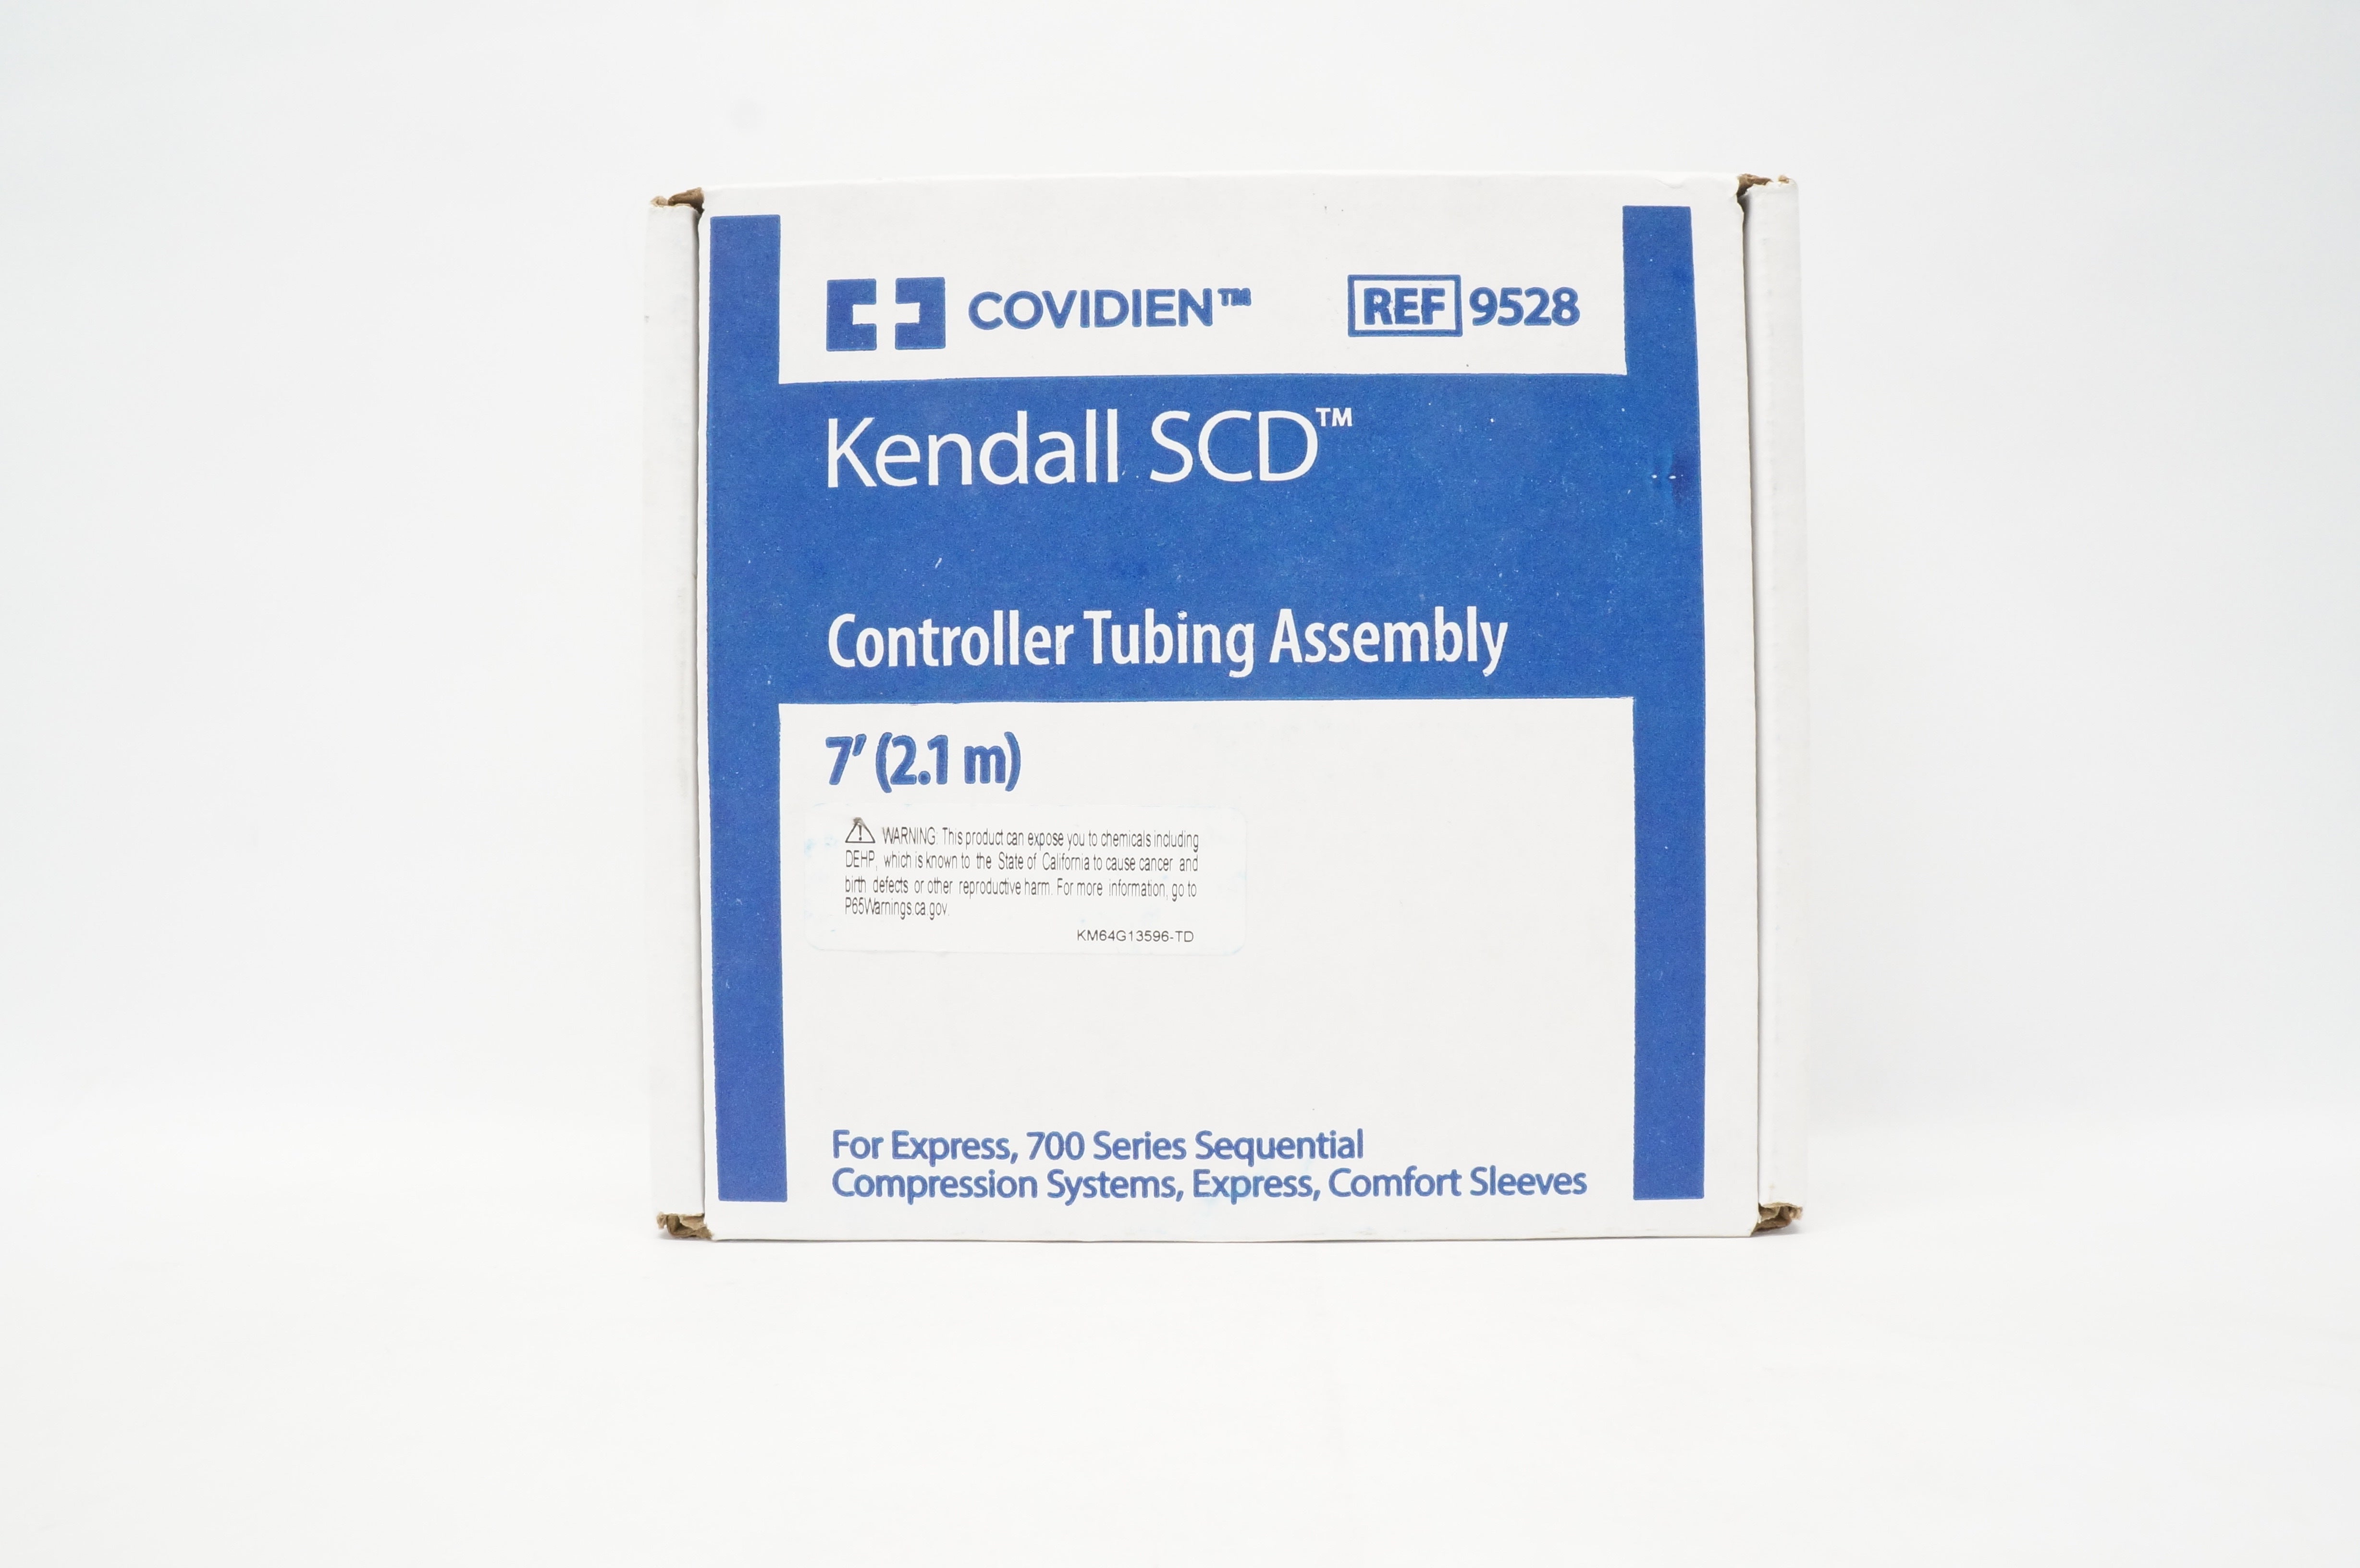 COVIDIEN™ REF 9528
Kendall SCD™
Controller Tubing Assembly
7' (2.1 m)
WARNING: This product can expose you to chemicals including
DEHP, which is known to the State of California to cause cancer and
birth defects or other reproductive harm. For more information, go to
P65Warnings.ca.gov.
KM64G13596-TD
For Express, 700 Series Sequential
Compression Systems, Express, Comfort Sleeves